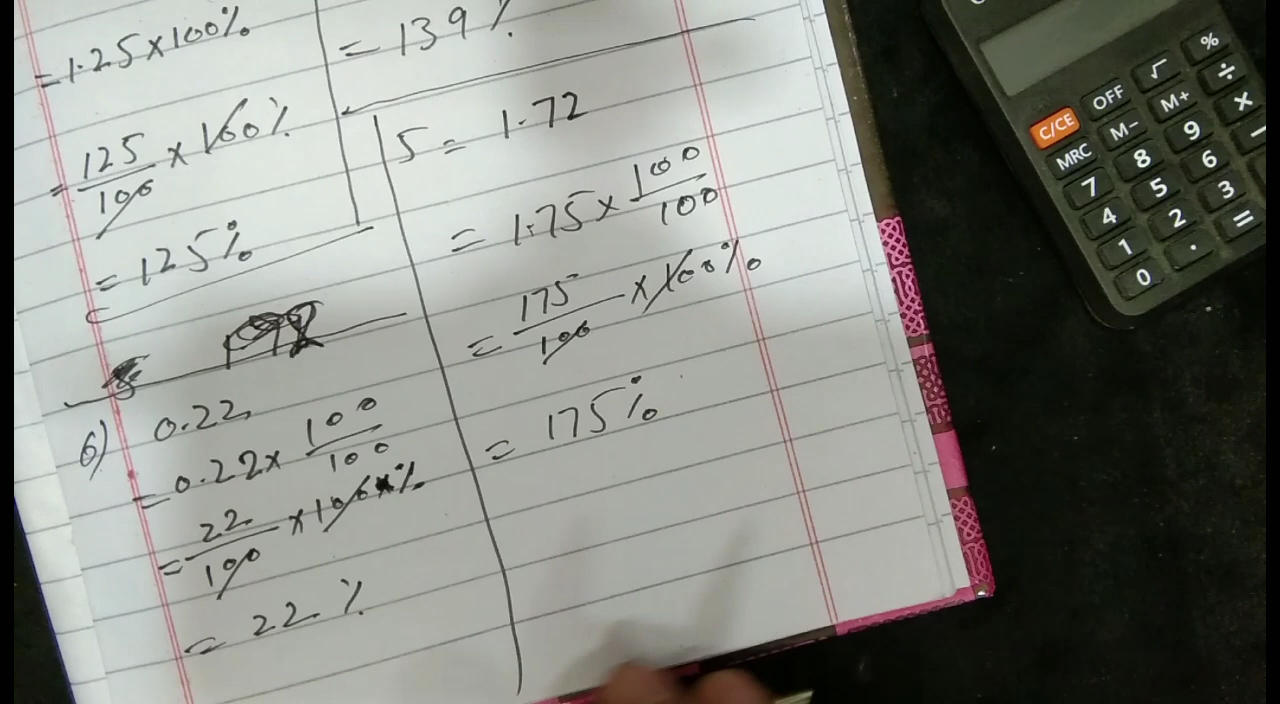 =1.25×100%
=125/100×100%
=125%
6) 0.22
=0.22×100/100
=22/100×100×%
=22%
=139%
5=1.72
=1.75×100/100
=175/100×100%
=175%
OFF √ %
C/CE M- M+ ÷
MRC 8 9 ×
7 5 6 -
4 2 3
1 . =
0